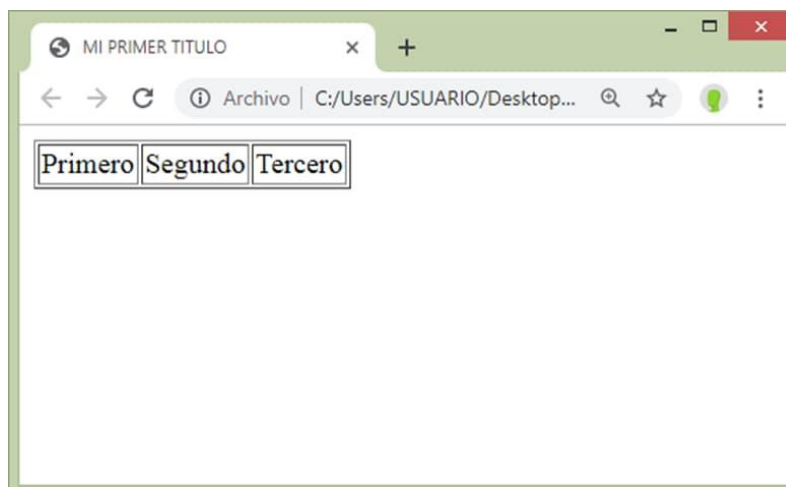 MI PRIMER TITULO
Archivo | C:/Users/USUARIO/Desktop...
Primero Segundo Tercero